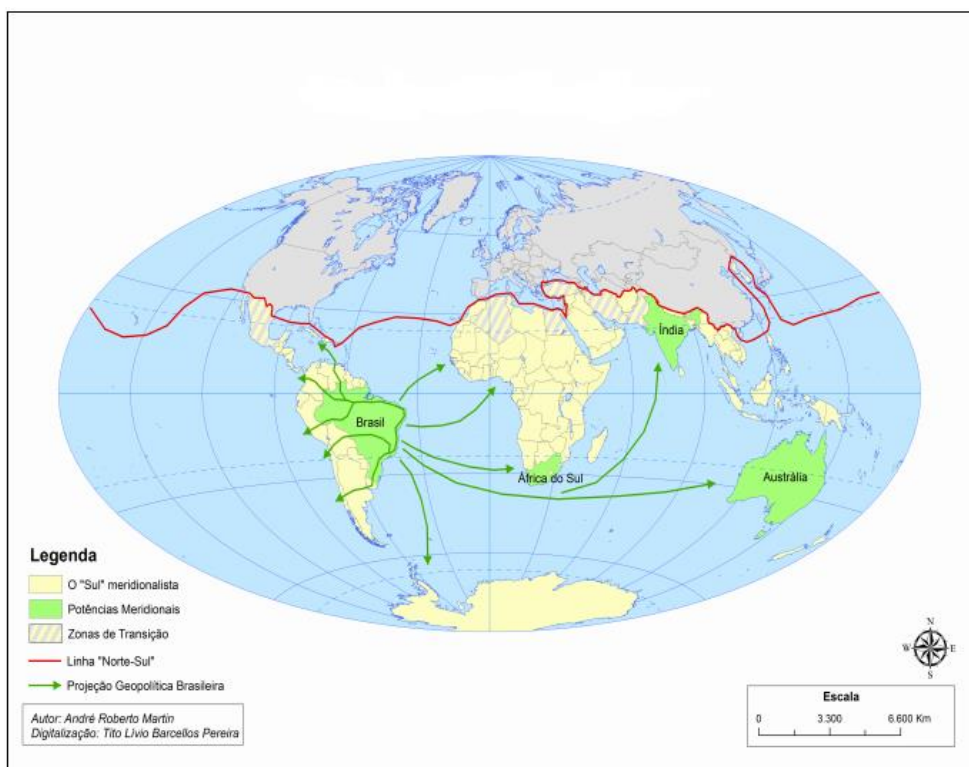 Índia
Brasil
África do Sul
Austrália
Legenda
O "Sul" meridionalista
Potências Meridionais
Zonas de Transição
Linha "Norte-Sul"
Projeção Geopolítica Brasileira
Autor: André Roberto Martin
Digitalização: Tito Lívio Barcellos Pereira
N
W E
S
Escala
0 3.300 6.600 Km